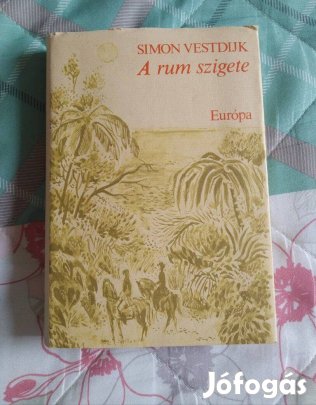 SIMON VESTDIJK
A rum szigete
Európa
Jófogás